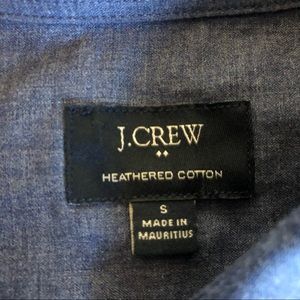 J.CREW
HEATHERED COTTON
S
MADE IN
MAURITIUS